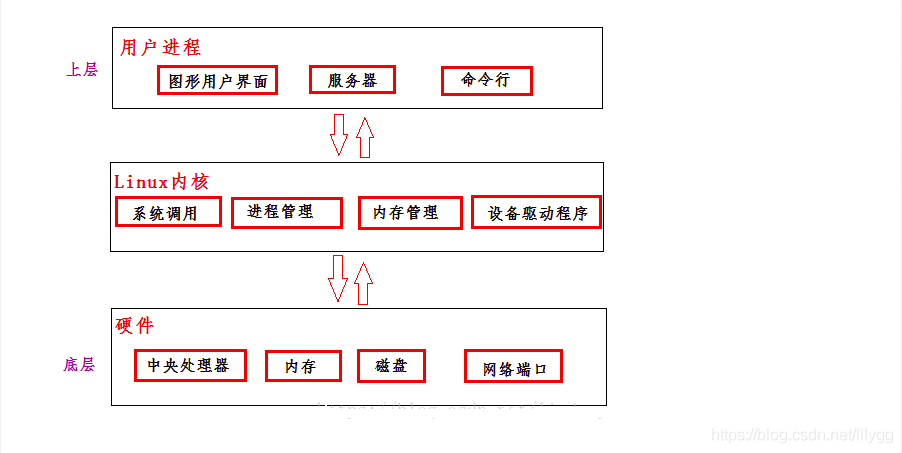 用户进程
上层
图形用户界面 服务器 命令行
Linux内核
系统调用 进程管理 内存管理 设备驱动程序
硬件
底层
中央处理器 内存 磁盘 网络端口
https://blog.csdn.net/lilygg